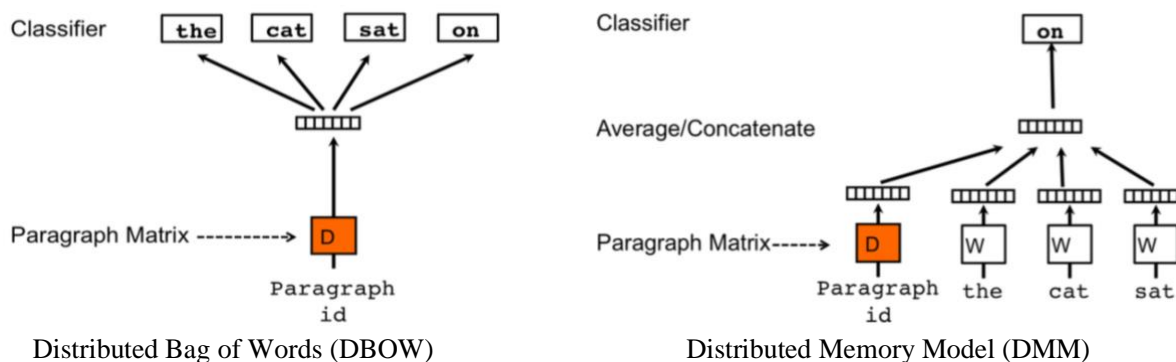 Classifier
the cat sat on
Paragraph Matrix
D
Paragraph
id
Distributed Bag of Words (DBOW)
Classifier
on
Average/Concatenate
Paragraph Matrix
D W W W
Paragraph the cat sat
id
Distributed Memory Model (DMM)